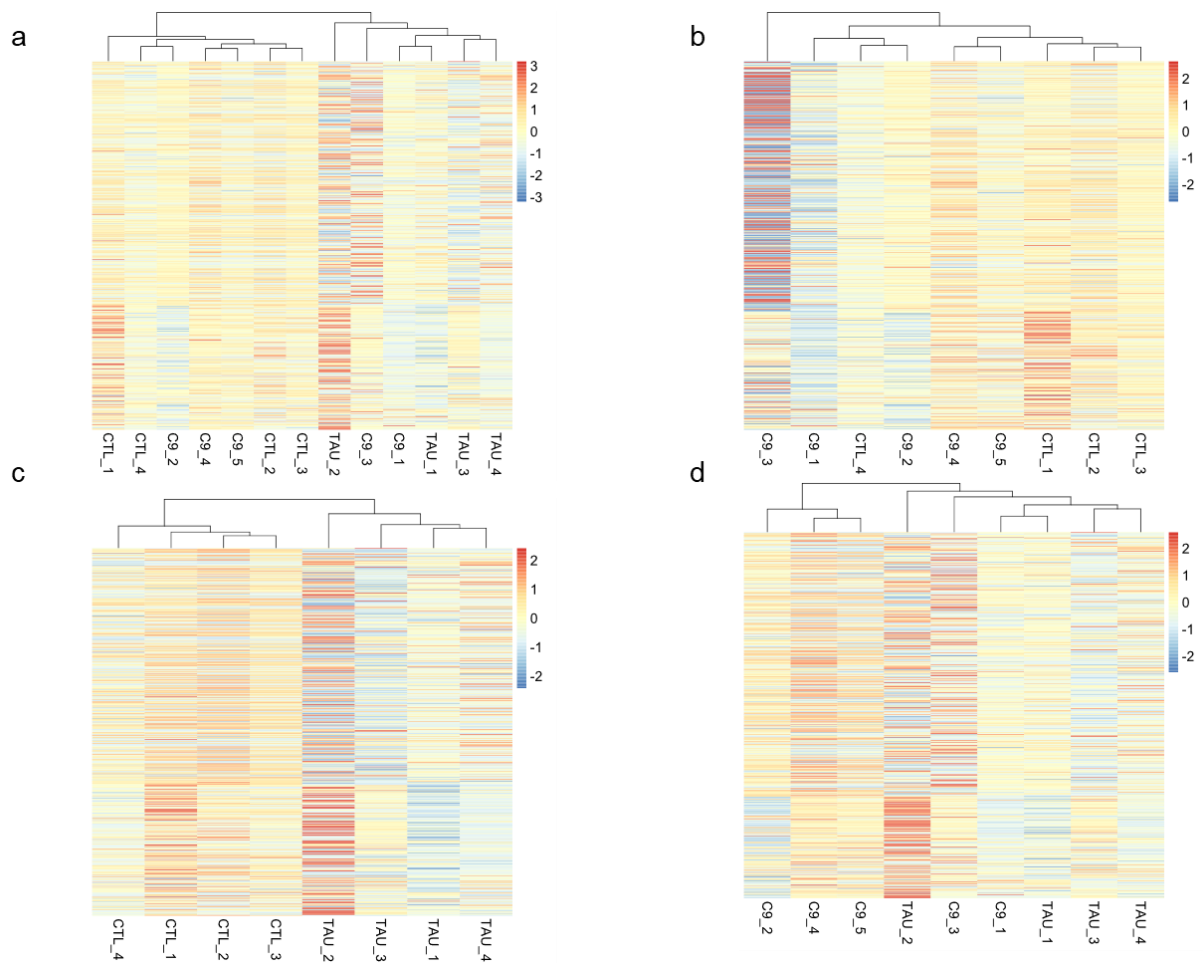 a
3
2
1
0
-1
-2
-3
CTL_1 CTL_4 C9_2 C9_4 C9_5 CTL_2 CTL_3 TAU_2 C9_3 C9_1 TAU_1 TAU_3 TAU_4
b
2
1
0
-1
-2
C9_3 C9_1 CTL_4 C9_2 C9_4 C9_5 CTL_1 CTL_2 CTL_3
c
2
1
0
-1
-2
CTL_4 CTL_1 CTL_2 CTL_3 TAU_2 TAU_3 TAU_1 TAU_4
d
2
1
0
-1
-2
C9_2 C9_4 C9_5 TAU_2 C9_3 C9_1 TAU_1 TAU_3 TAU_4